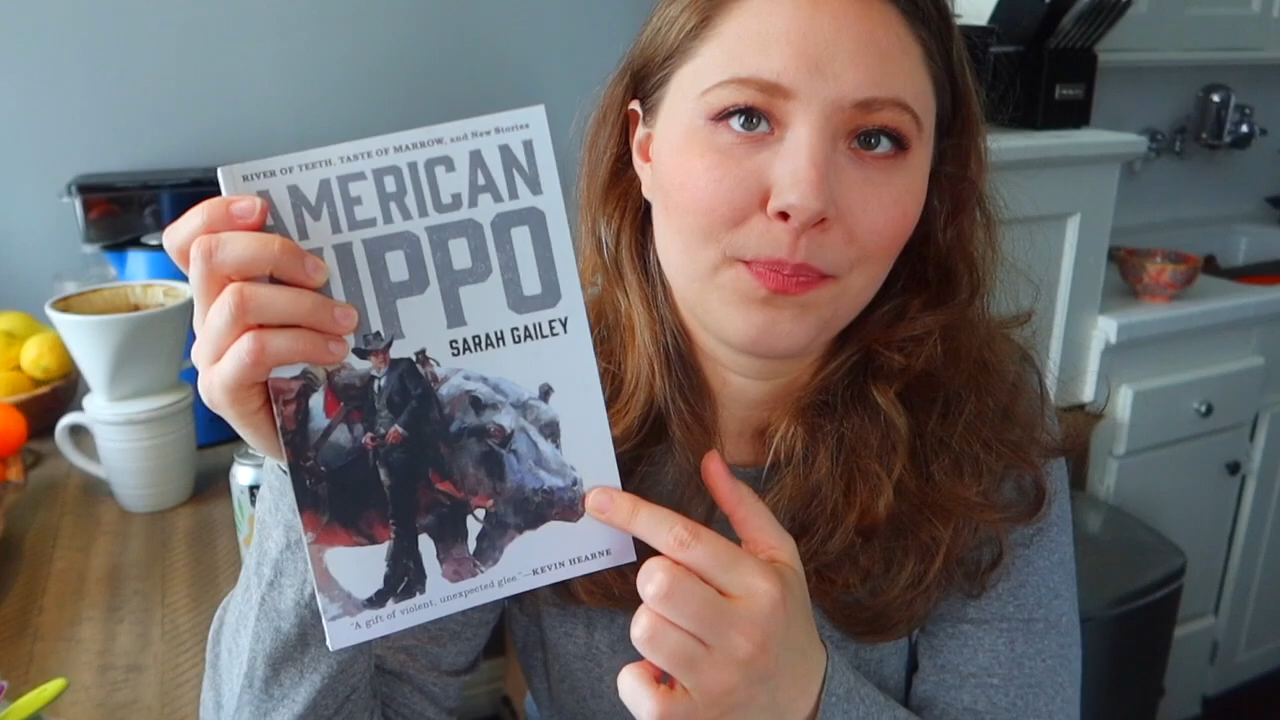 RIVER OF TEETH, TASTE OF MARROW, and New Stories
AMERICAN
HIPPO
SARAH GAILEY
"A gift of violent, unexpected glee."—KEVIN HEARNE